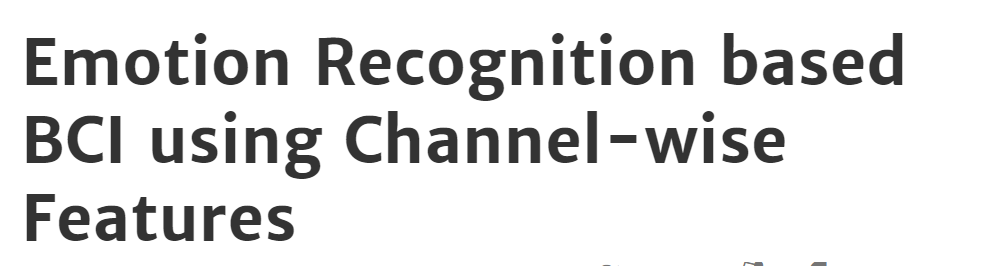 Emotion Recognition based
BCI using Channel-wise
Features